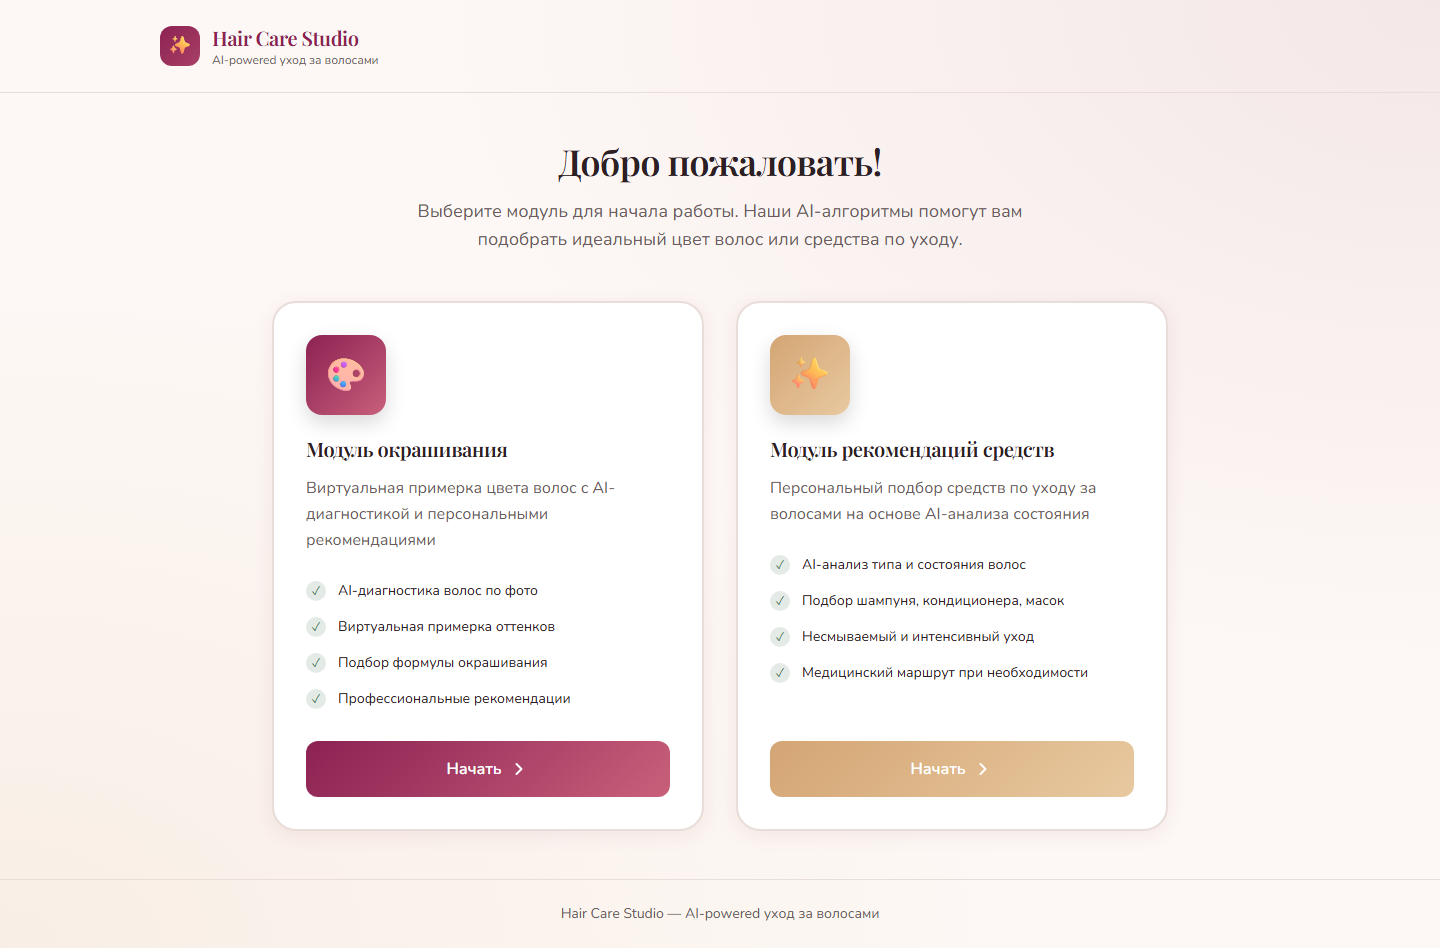 Hair Care Studio
AI-powered уход за волосами
Добро пожаловать!
Выберите модуль для начала работы. Наши AI-алгоритмы помогут вам
подобрать идеальный цвет волос или средства по уходу.
Модуль окрашивания
Виртуальная примерка цвета волос с AI-
диагностикой и персональными
рекомендациями
AI-диагностика волос по фото
Виртуальная примерка оттенков
Подбор формулы окрашивания
Профессиональные рекомендации
Начать
Модуль рекомендаций средств
Персональный подбор средств по уходу за
волосами на основе AI-анализа состояния
AI-анализ типа и состояния волос
Подбор шампуня, кондиционера, масок
Несмываемый и интенсивный уход
Медицинский маршрут при необходимости
Начать
Hair Care Studio — AI-powered уход за волосами